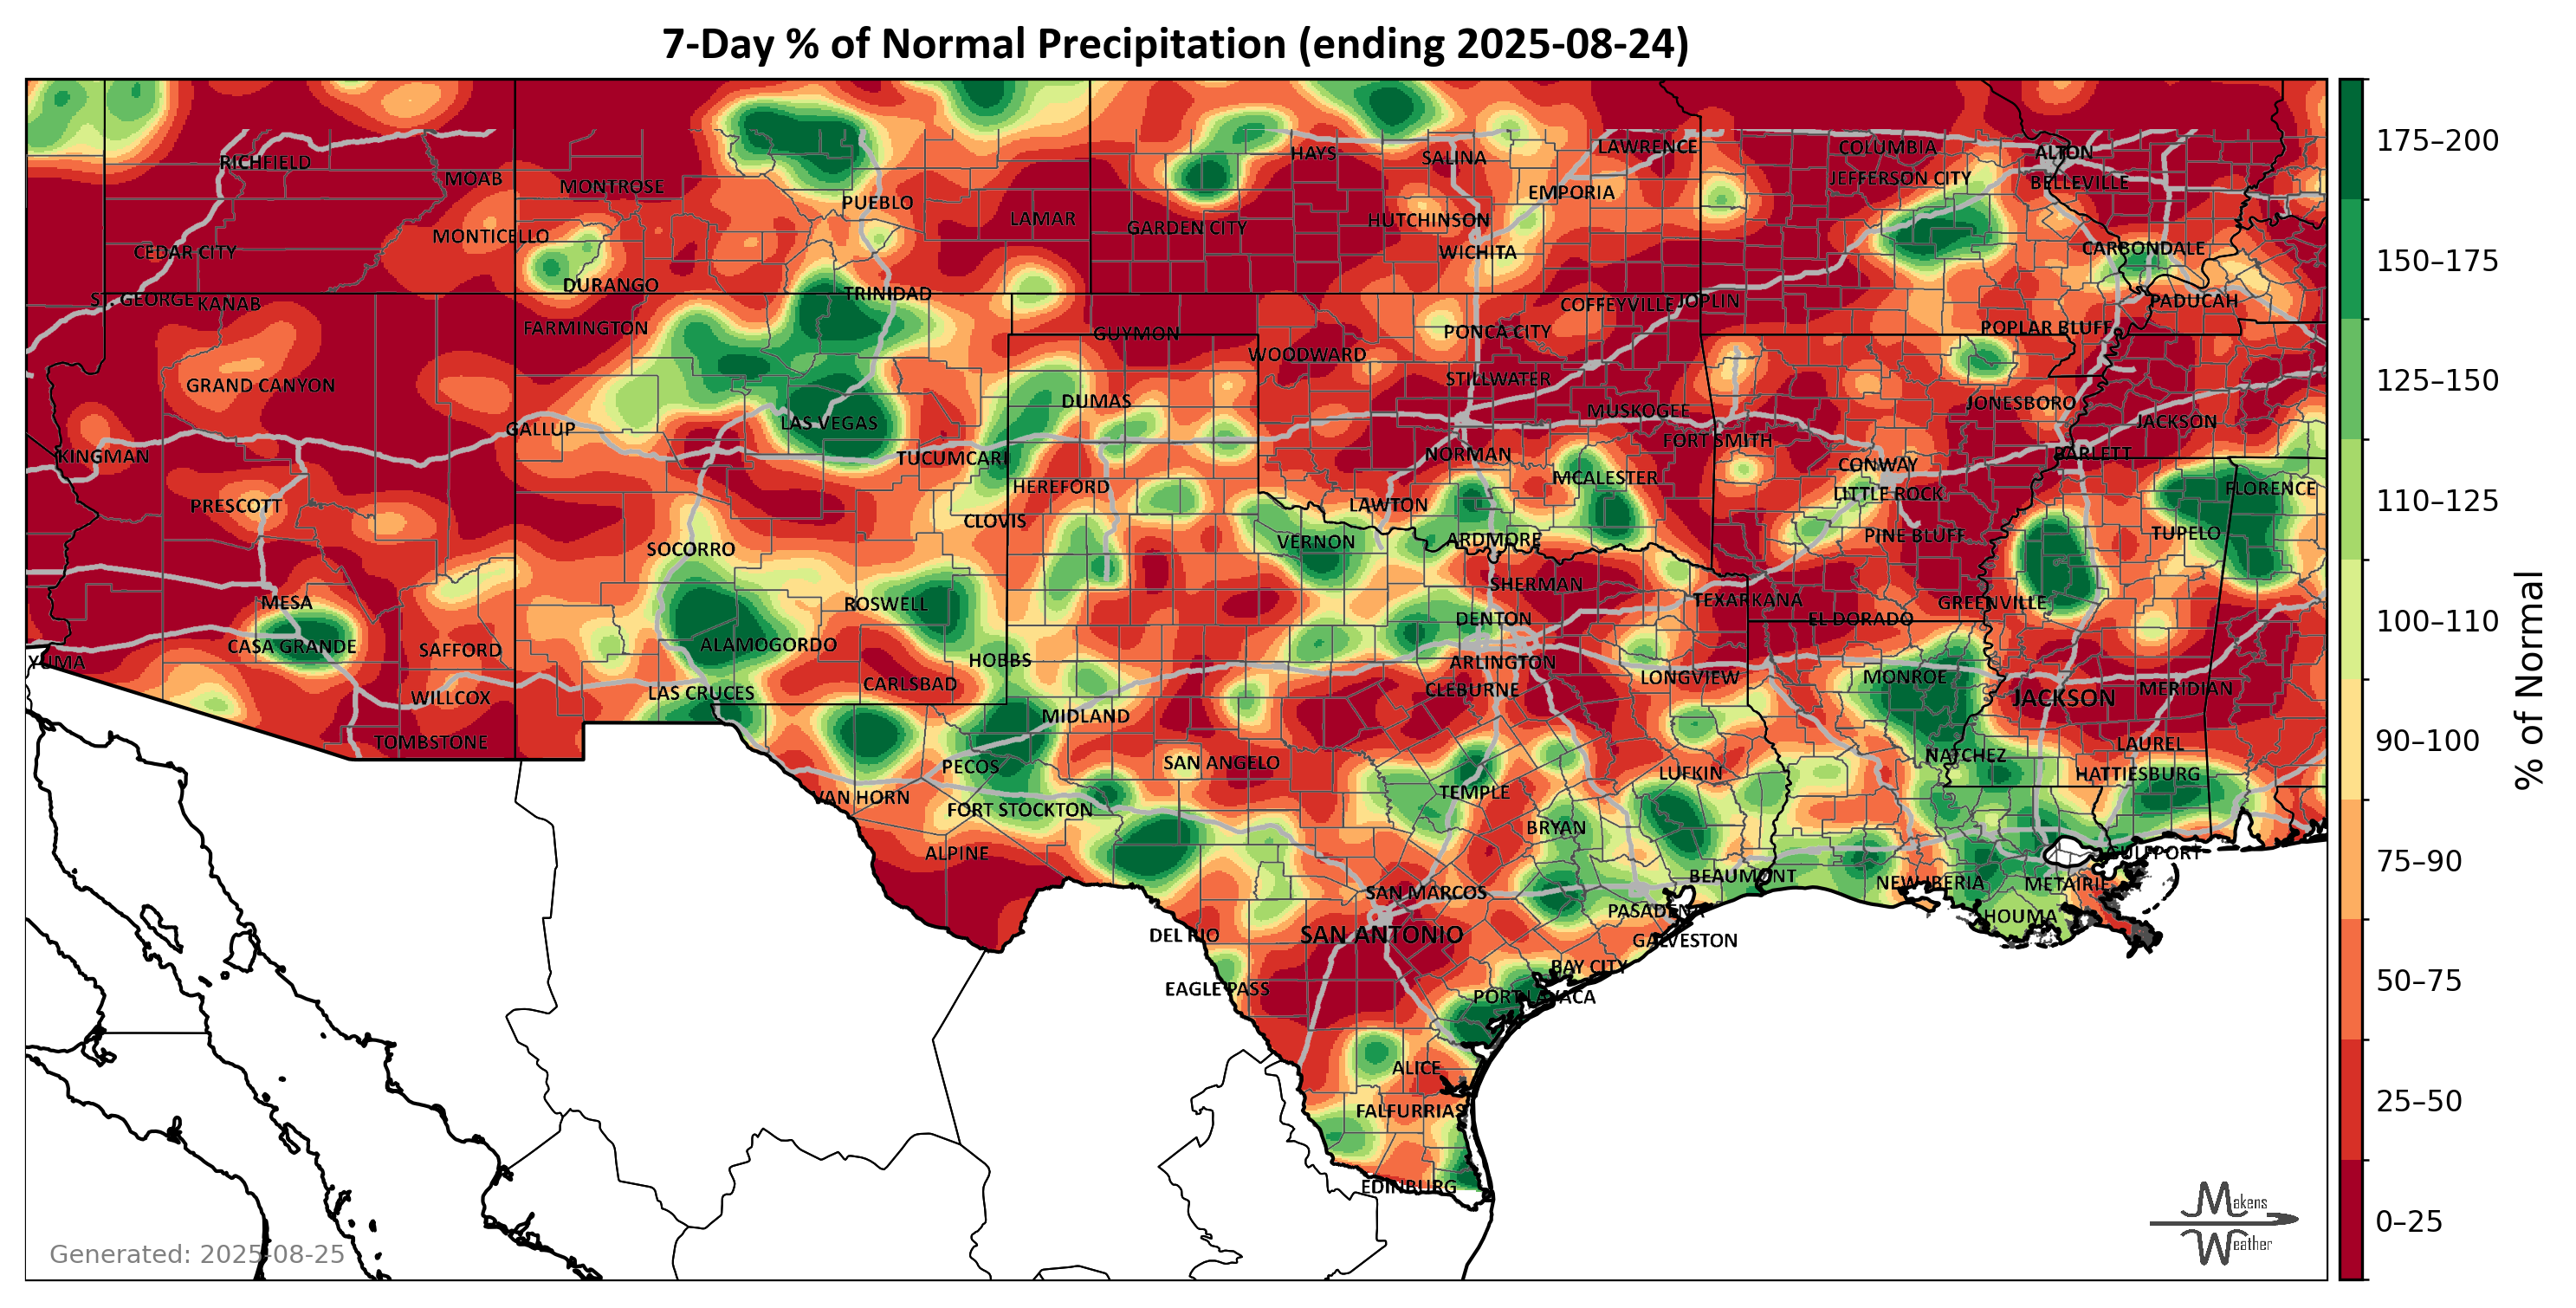 7-Day % of Normal Precipitation (ending 2025-08-24)
RICHFIELD
MOAB
MONTROSE
PUEBLO
LAMAR
HAYS
SALINA
LAWRENCE
COLUMBIA
ALTON
JEFFERSON CITY
BELLEVILLE
EMPORIA
GARDEN CITY
HUTCHINSON
WICHITA
MONTICELLO
CEDAR CITY
DURANGO
CARBONDALE
ST. GEORGE
KANAB
TRINIDAD
COFFEYVILLE
JOPLIN
PADUCAH
FARMINGTON
GUYMON
PONCA CITY
POPLAR BLUFF
WOODWARD
GRAND CANYON
STILLWATER
DUMAS
JONESBORO
MUSKOGEE
JACKSON
GALLUP
LAS VEGAS
FORT SMITH
KINGMAN
TUCUMCARI
NORMAN
BARLETT
CONWAY
MCALESTER
HEREFORD
LITTLE ROCK
FLORENCE
PRESCOTT
LAWTON
CLOVIS
TUPELO
PINE BLUFF
SOCORRO
VERNON
ARDMORE
SHERMAN
MESA
ROSWELL
TEXARKANA
GREENVILLE
DENTON
EL DORADO
CASA GRANDE
SAFFORD
ALAMOGORDO
HOBBS
YUMA
ARLINGTON
CARLSBAD
CLEBURNE
LONGVIEW
MONROE
MERIDIAN
LAS CRUCES
WILLCOX
JACKSON
MIDLAND
TOMBSTONE
LAUREL
NATCHEZ
PECOS
SAN ANGELO
LUFKIN
HATTIESBURG
TEMPLE
VAN HORN
FORT STOCKTON
BRYAN
ALPINE
GULFPORT
BEAUMONT
NEW IBERIA
METAIRIE
SAN MARCOS
PASADENA
HOUMA
DEL RIO
SAN ANTONIO
GALVESTON
BAY CITY
EAGLE PASS
PORT LAVACA
ALICE
FALFURRIAS
EDINBURG
Generated: 2025-08-25
Makens
Weather
175–200
150–175
125–150
110–125
100–110
90–100
75–90
50–75
25–50
0–25
% of Normal